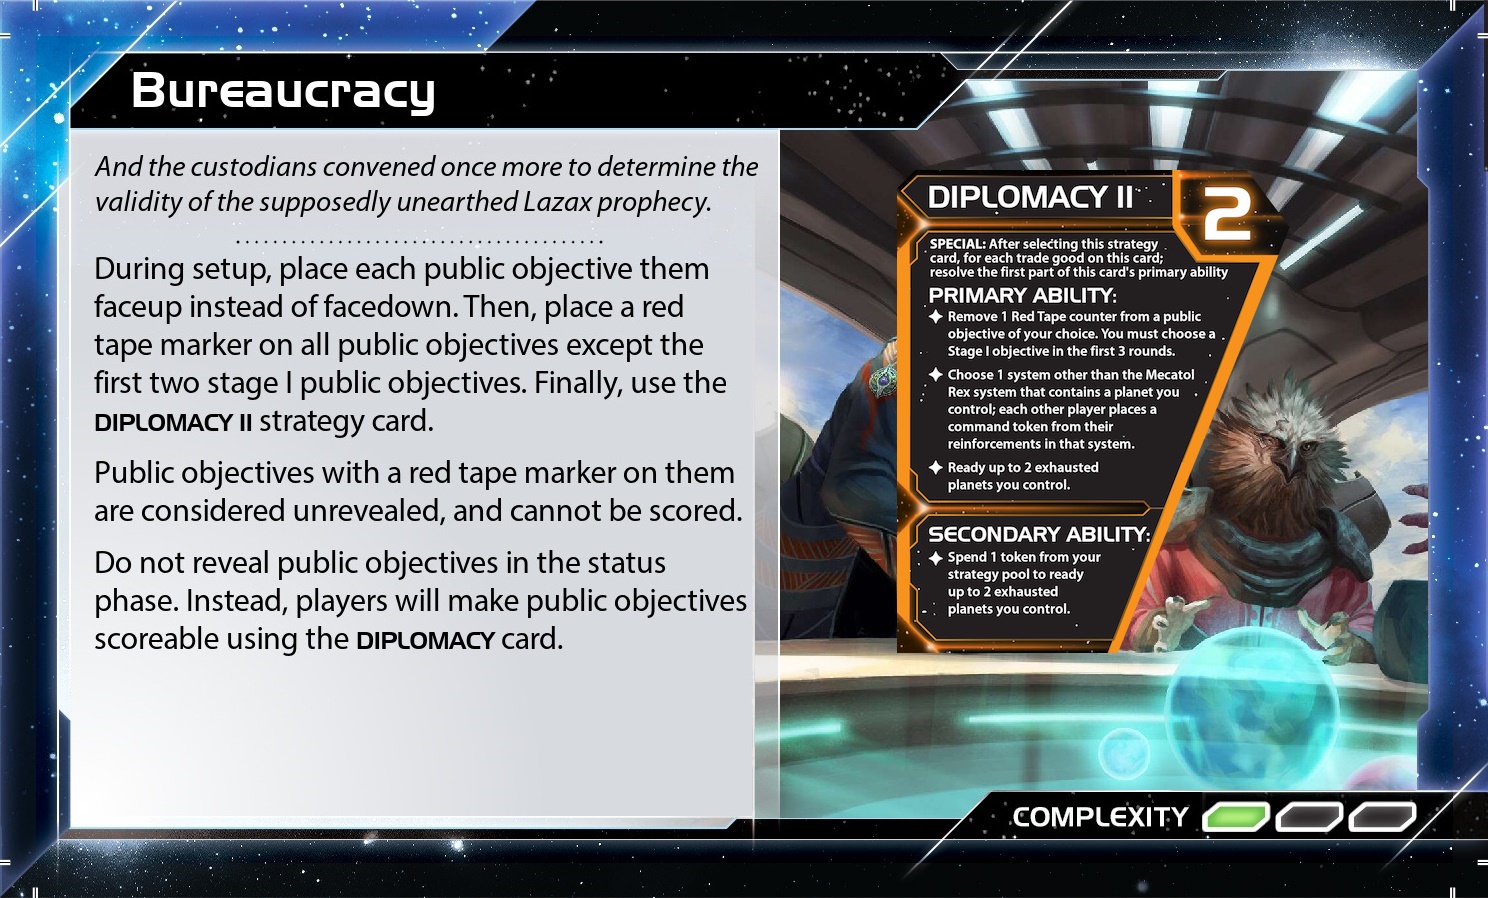 Bureaucracy
And the custodians convened once more to determine the
validity of the supposedly unearthed Lazax prophecy.
During setup, place each public objective them
faceup instead of facedown. Then, place a red
tape marker on all public objectives except the
first two stage I public objectives. Finally, use the
DIPLOMACY II strategy card.
Public objectives with a red tape marker on them
are considered unrevealed, and cannot be scored.
Do not reveal public objectives in the status
phase. Instead, players will make public objectives
scoreable using the DIPLOMACY card.
DIPLOMACY II
2
SPECIAL: After selecting this strategy
card, for each trade good on this card;
resolve the first part of this card's primary ability
PRIMARY ABILITY:
Remove 1 Red Tape counter from a public
objective of your choice. You must choose a
Stage I objective in the first 3 rounds.
Choose 1 system other than the Mecatol
Rex system that contains a planet you
control; each other player places a
command token from their
reinforcements in that system.
Ready up to 2 exhausted
planets you control.
SECONDARY ABILITY:
Spend 1 token from your
strategy pool to ready
up to 2 exhausted
planets you control.
COMPLEXITY